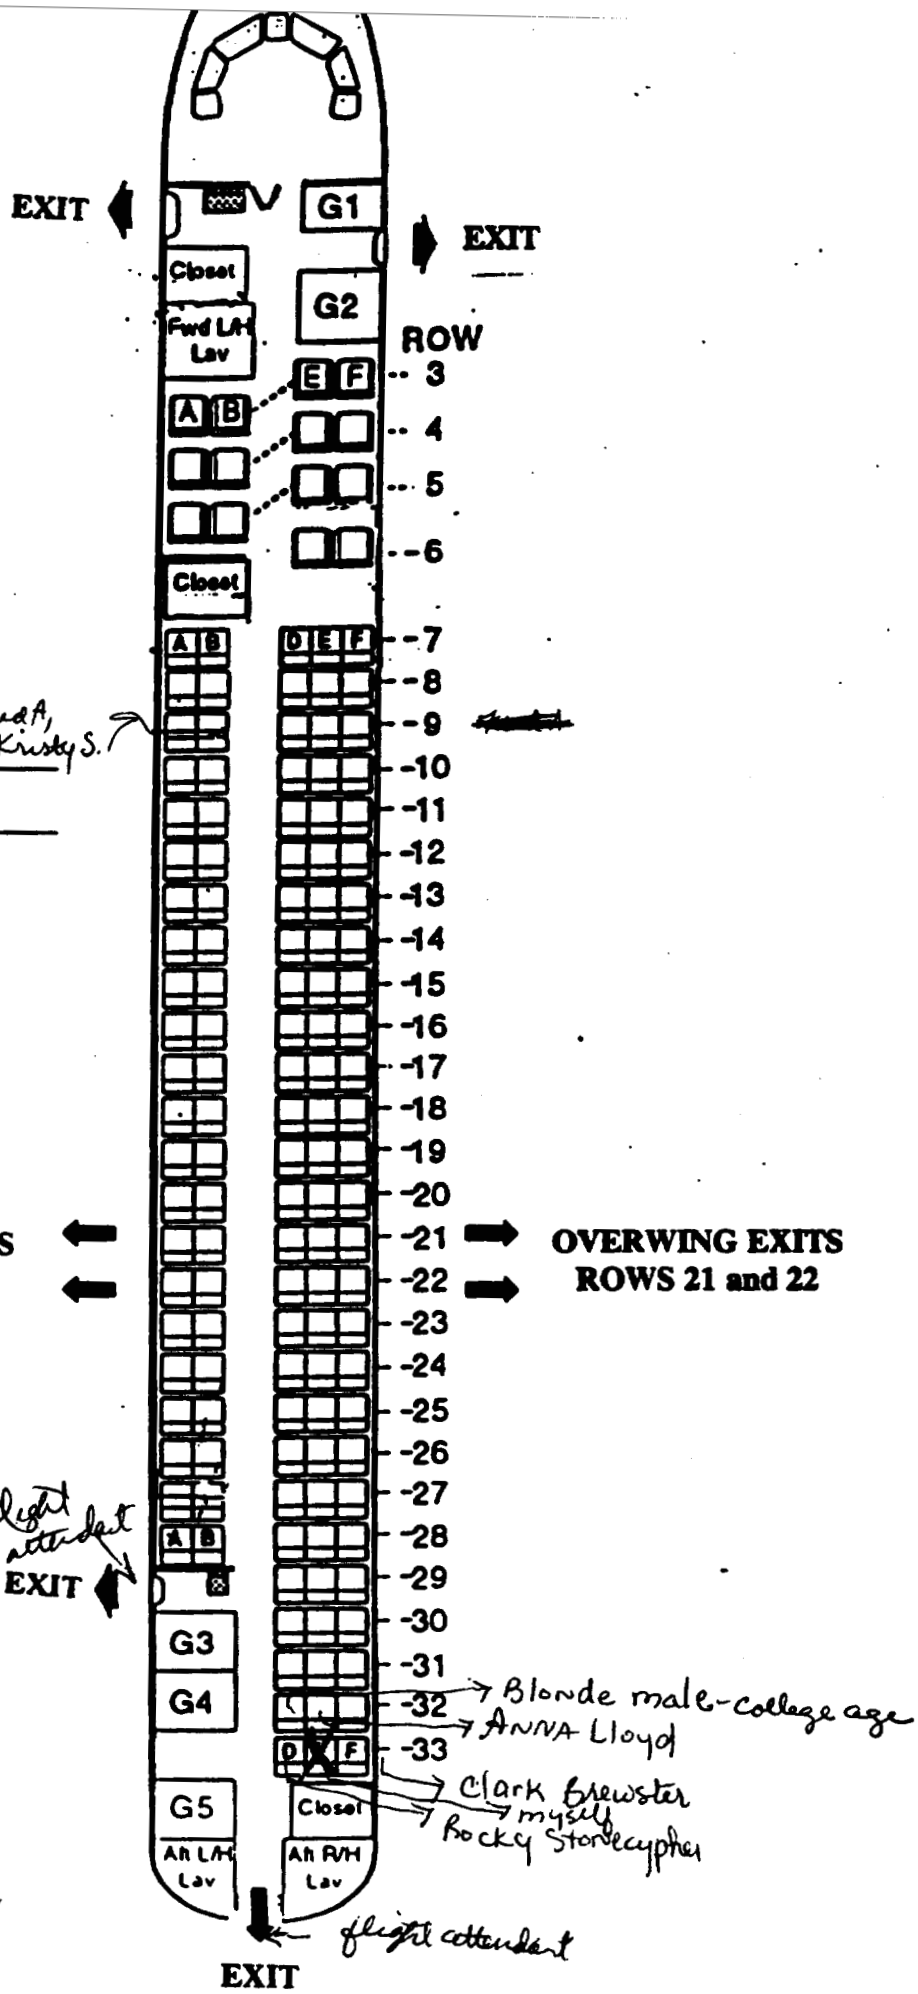 EXIT
G1
EXIT
Closet
G2
Fwd L/H
Lav
ROW
E F -- 3
A B
-- 4
-- 5
--6
Closet
A B D E F -7
-8
A,
Kristy S.
-9
-10
-11
-12
-13
-14
-15
-16
-17
-18
-19
-20
S
-21
OVERWING EXITS
-22
ROWS 21 and 22
-23
-24
-25
-26
-27
light
attendant
A B -28
EXIT
-29
G3
-30
-31
G4
-32
Blonde male-college age
ANNA Lloyd
D X F -33
Clark Brewster
G5
Closet
myself
Rocky Stonecypher
Aft L/H
Lav
Aft R/H
Lav
flight attendant
EXIT